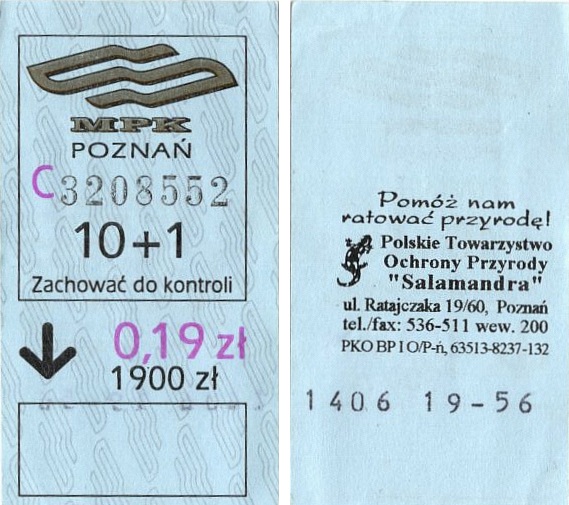 MPK
POZNAŃ
C3208552
10+1
Zachować do kontroli
0,19 zł
1900 zł
Pomóż nam
ratować przyrodę!
Polskie Towarzystwo
Ochrony Przyrody
"Salamandra"
ul. Ratajczaka 19/60, Poznań
tel./fax: 536-511 wew. 200
PKO BP I O/P-ń, 63513-8237-132
1406 19-56